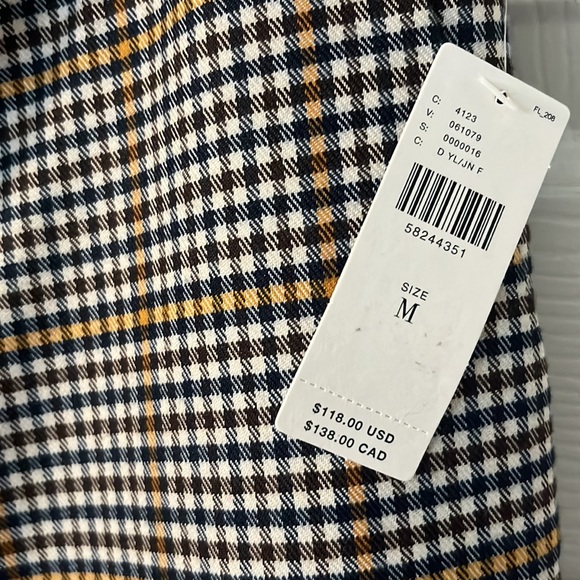 FL_208
C: 4123
V: 061079
S: 0000016
C: D YL/JN F
58244351
SIZE
M
$118.00 USD
$138.00 CAD